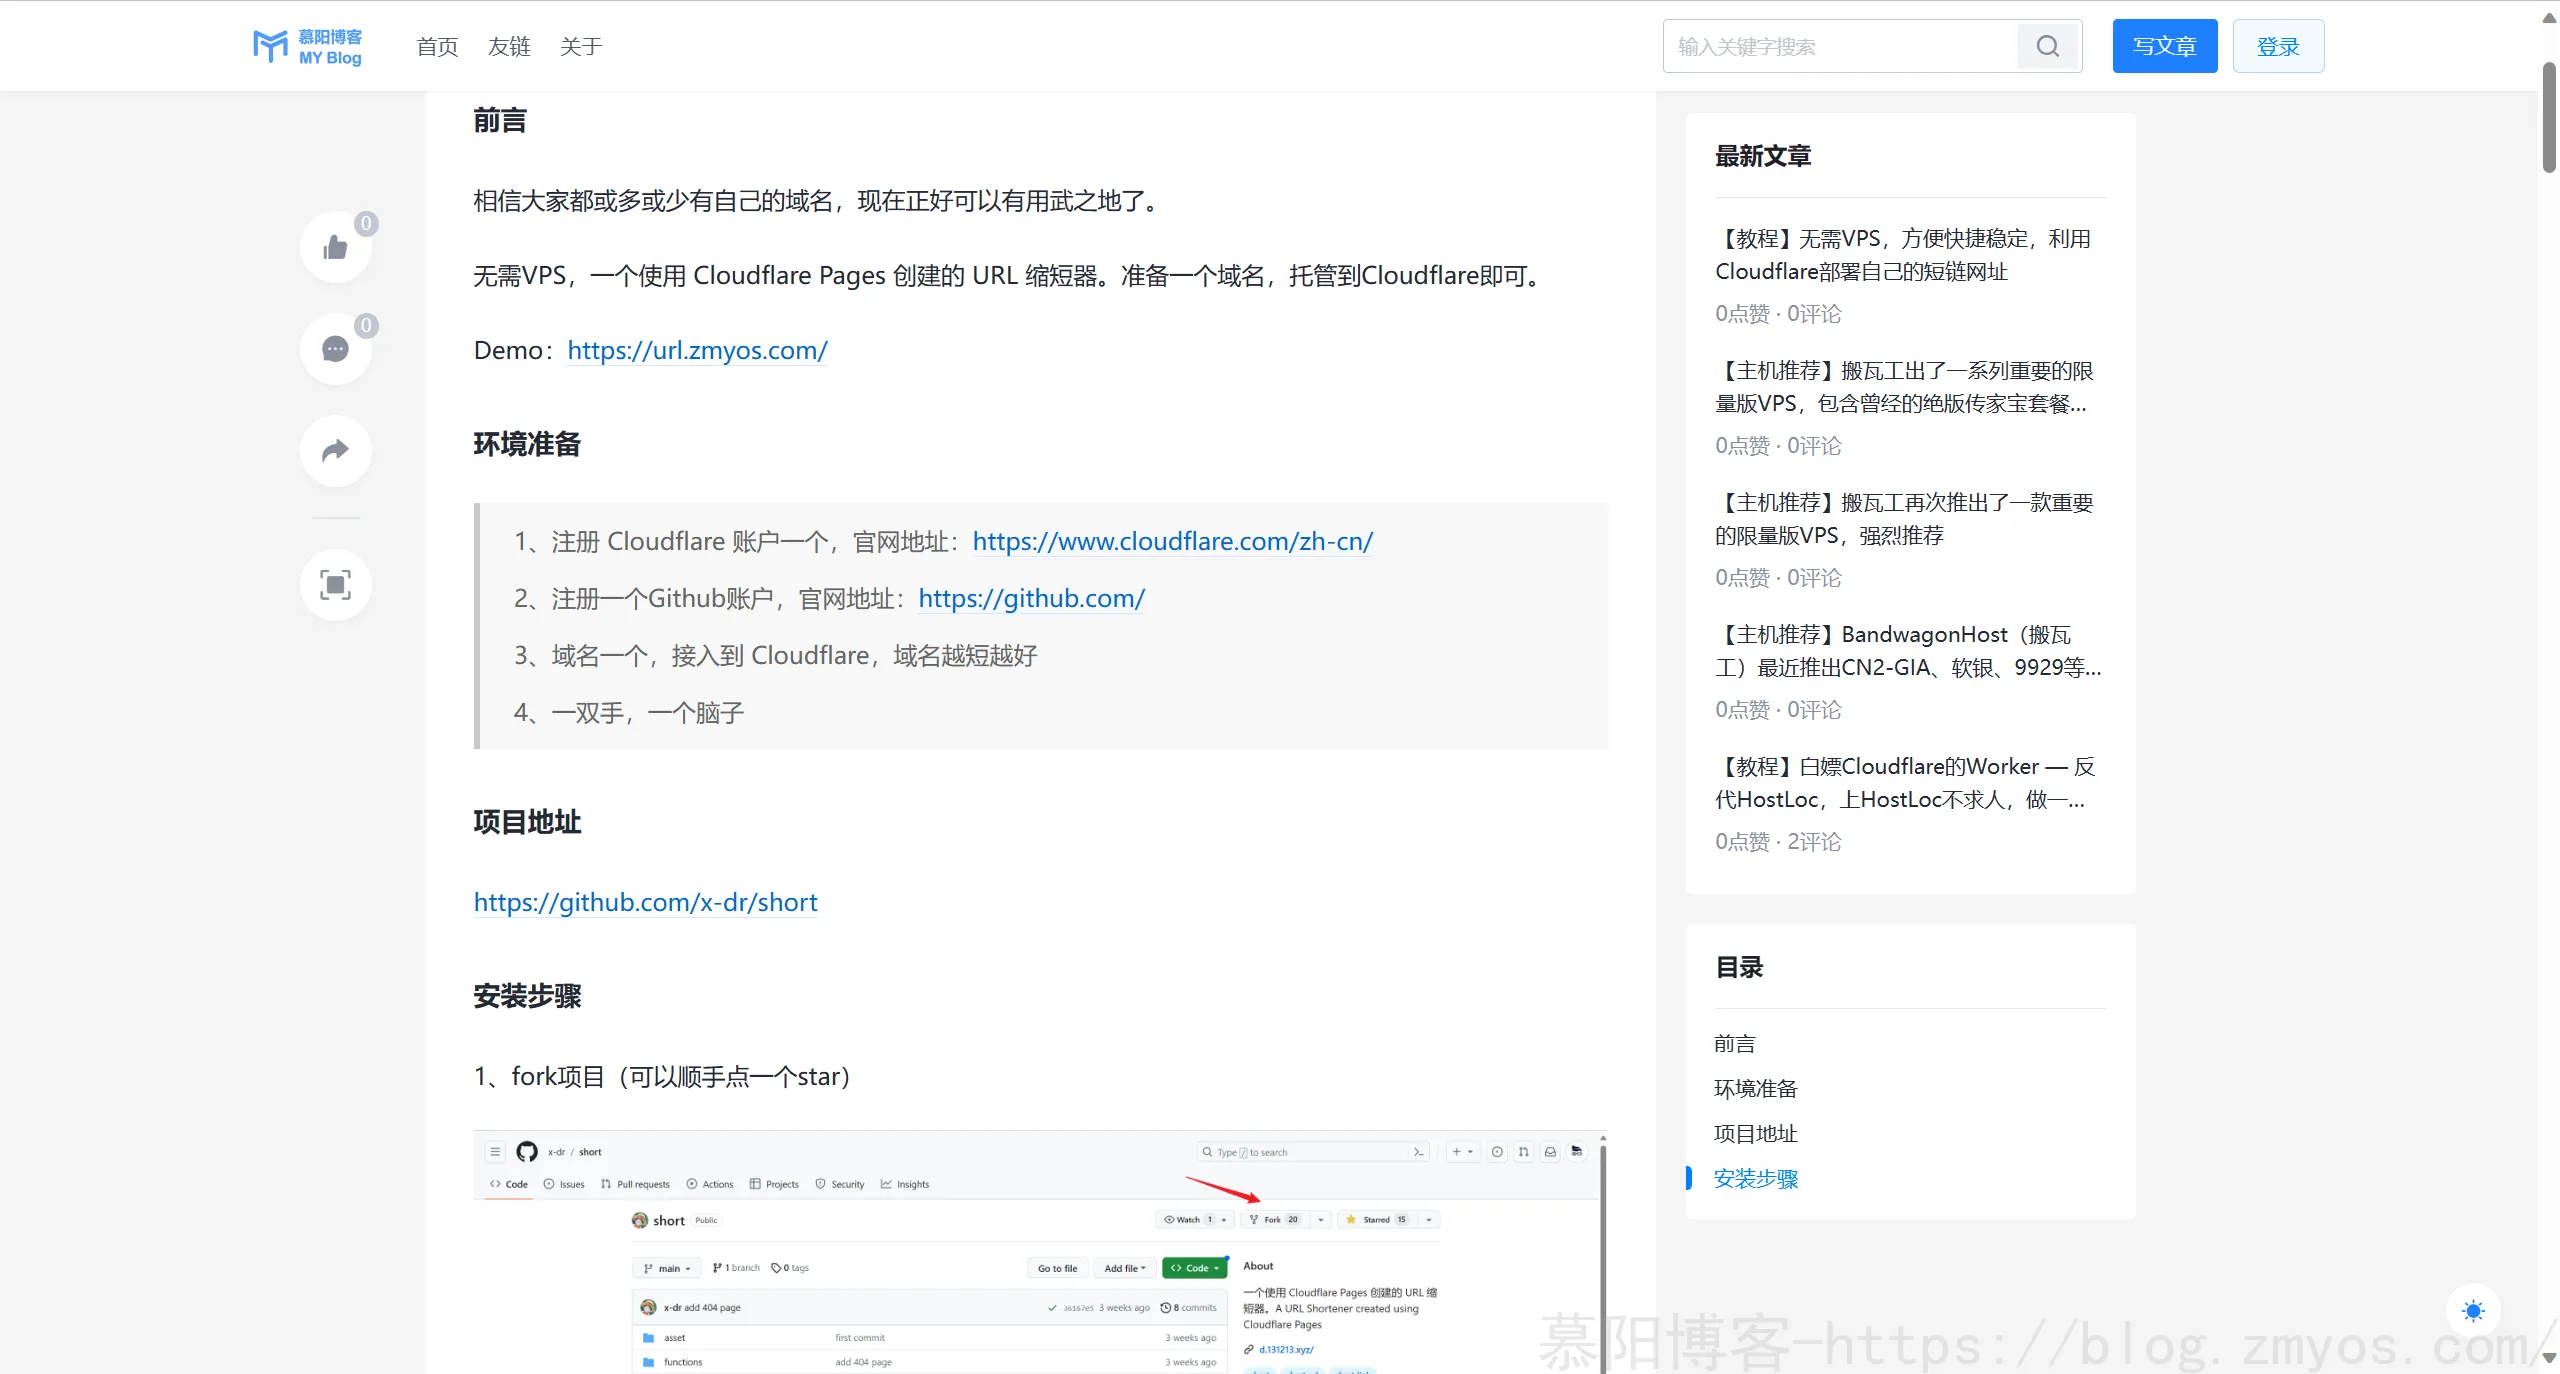 慕阳博客
MY Blog
首页
友链
关于
输入关键字搜索
写文章
登录
0
0
前言
相信大家都或多或少有自己的域名，现在正好可以有用武之地了。
无需VPS，一个使用 Cloudflare Pages 创建的 URL 缩短器。准备一个域名，托管到Cloudflare即可。
Demo：https://url.zmyos.com/
环境准备
1、注册 Cloudflare 账户一个，官网地址：https://www.cloudflare.com/zh-cn/
2、注册一个Github账户，官网地址：https://github.com/
3、域名一个，接入到 Cloudflare，域名越短越好
4、一双手，一个脑子
项目地址
https://github.com/x-dr/short
安装步骤
1、fork项目（可以顺手点一个star）
x-dr / short
Type / to search
Code
Issues
Pull requests
Actions
Projects
Security
Insights
short
Public
Watch 1
Fork 20
Starred 15
main
1 branch
0 tags
Go to file
Add file
Code
x-dr add 404 page
36167e5 3 weeks ago
8 commits
asset
first commit
3 weeks ago
functions
add 404 page
3 weeks ago
About
一个使用 Cloudflare Pages 创建的 URL 缩
短器。A URL Shortener created using
Cloudflare Pages
d.131213.xyz/
最新文章
【教程】无需VPS，方便快捷稳定，利用
Cloudflare部署自己的短链网址
0点赞 · 0评论
【主机推荐】搬瓦工出了一系列重要的限
量版VPS，包含曾经的绝版传家宝套餐...
0点赞 · 0评论
【主机推荐】搬瓦工再次推出了一款重要
的限量版VPS，强烈推荐
0点赞 · 0评论
【主机推荐】BandwagonHost（搬瓦
工）最近推出CN2-GIA、软银、9929等...
0点赞 · 0评论
【教程】白嫖Cloudflare的Worker — 反
代HostLoc，上HostLoc不求人，做一...
0点赞 · 2评论
目录
前言
环境准备
项目地址
安装步骤
慕阳博客-https://blog.zmyos.com/